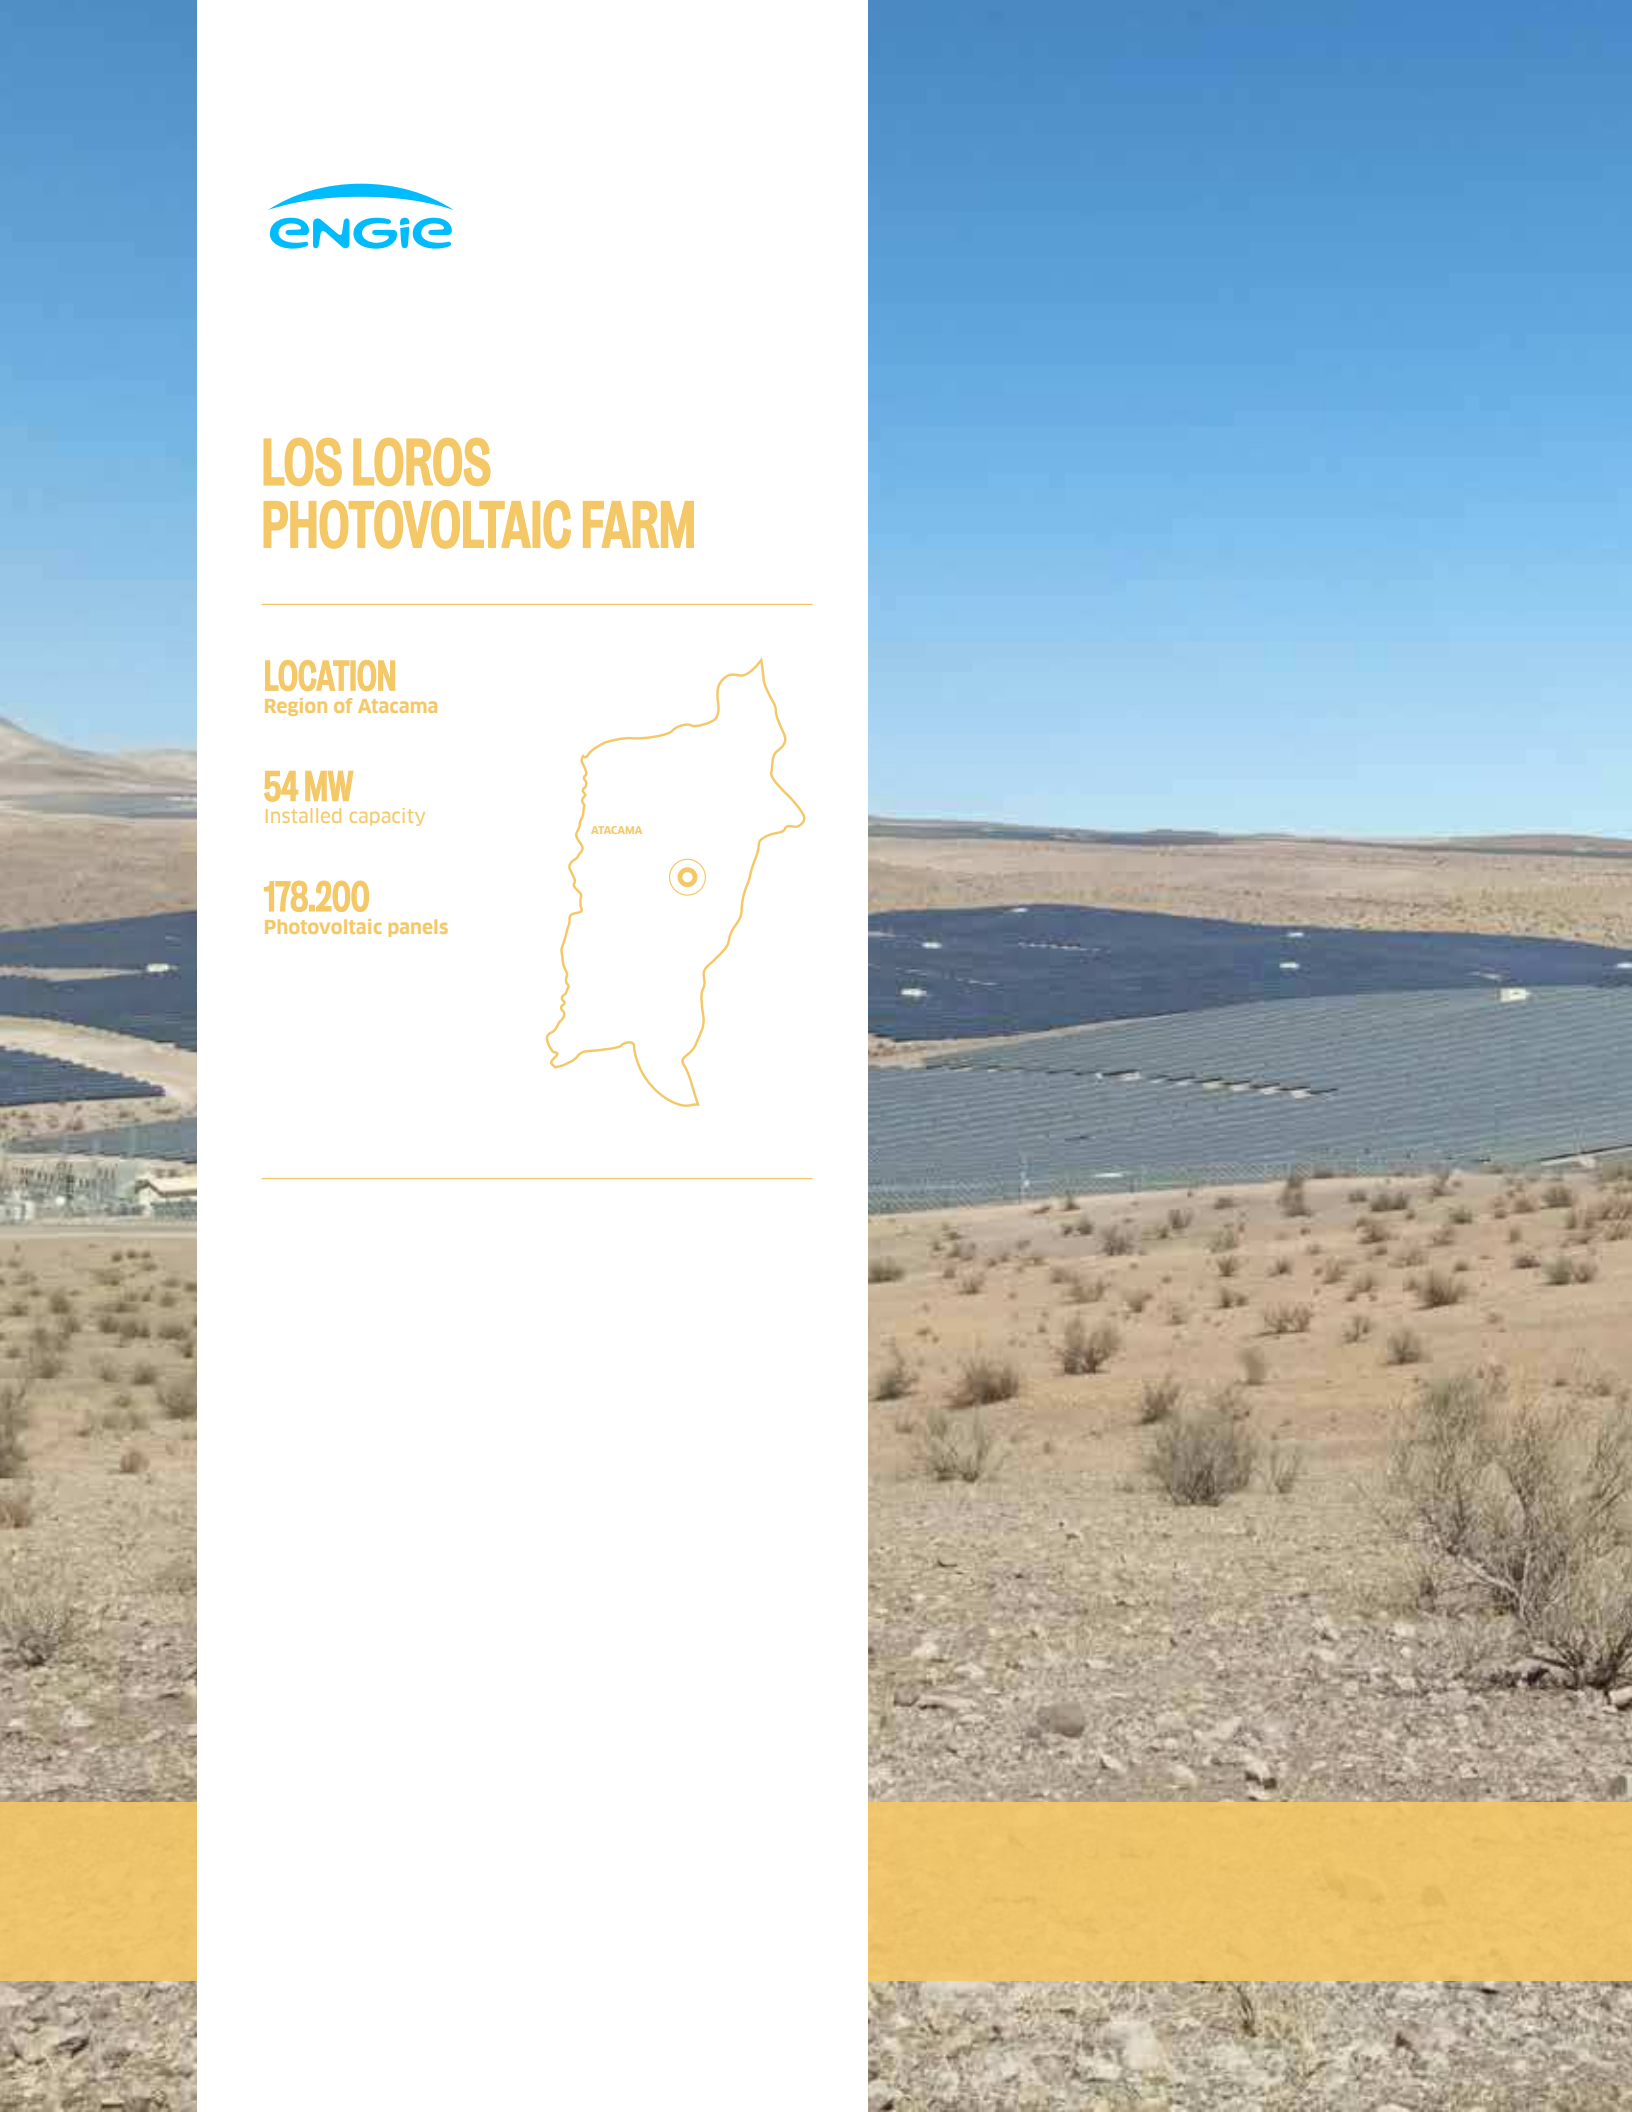 ENGIE
LOS LOROS
PHOTOVOLTAIC FARM
LOCATION
Region of Atacama
54 MW
Installed capacity
178.200
Photovoltaic panels
ATACAMA